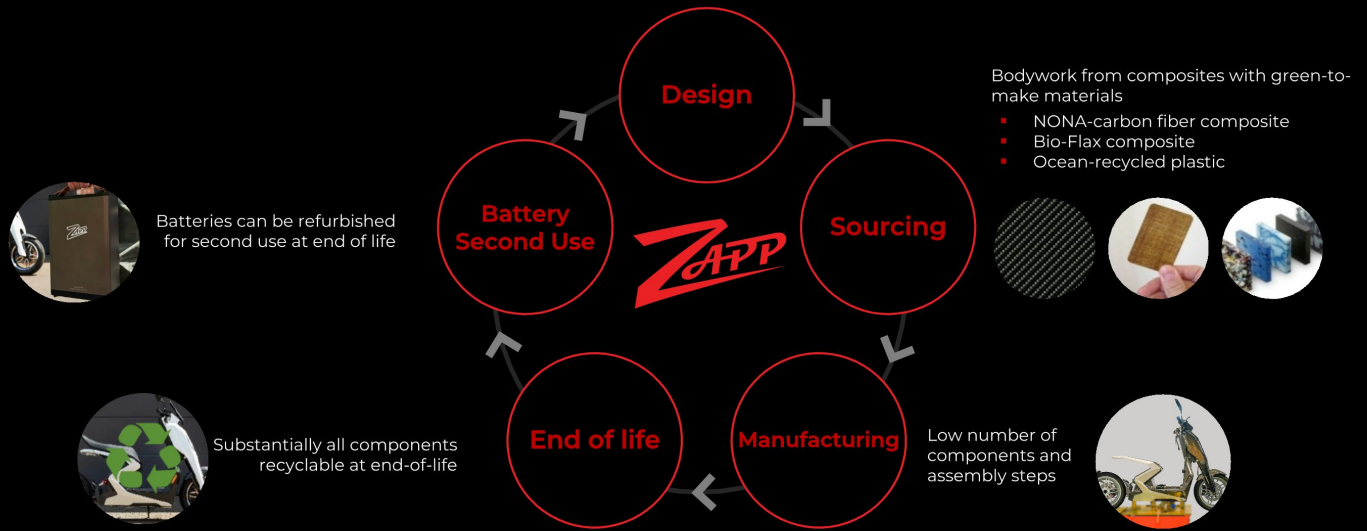 Design
Bodywork from composites with green-to-
make materials
▪ NONA-carbon fiber composite
▪ Bio-Flax composite
▪ Ocean-recycled plastic
Sourcing
Battery
Second Use
Batteries can be refurbished
for second use at end of life
ZAPP
ZAPP
Manufacturing
Low number of
components and
assembly steps
End of life
Substantially all components
recyclable at end-of-life